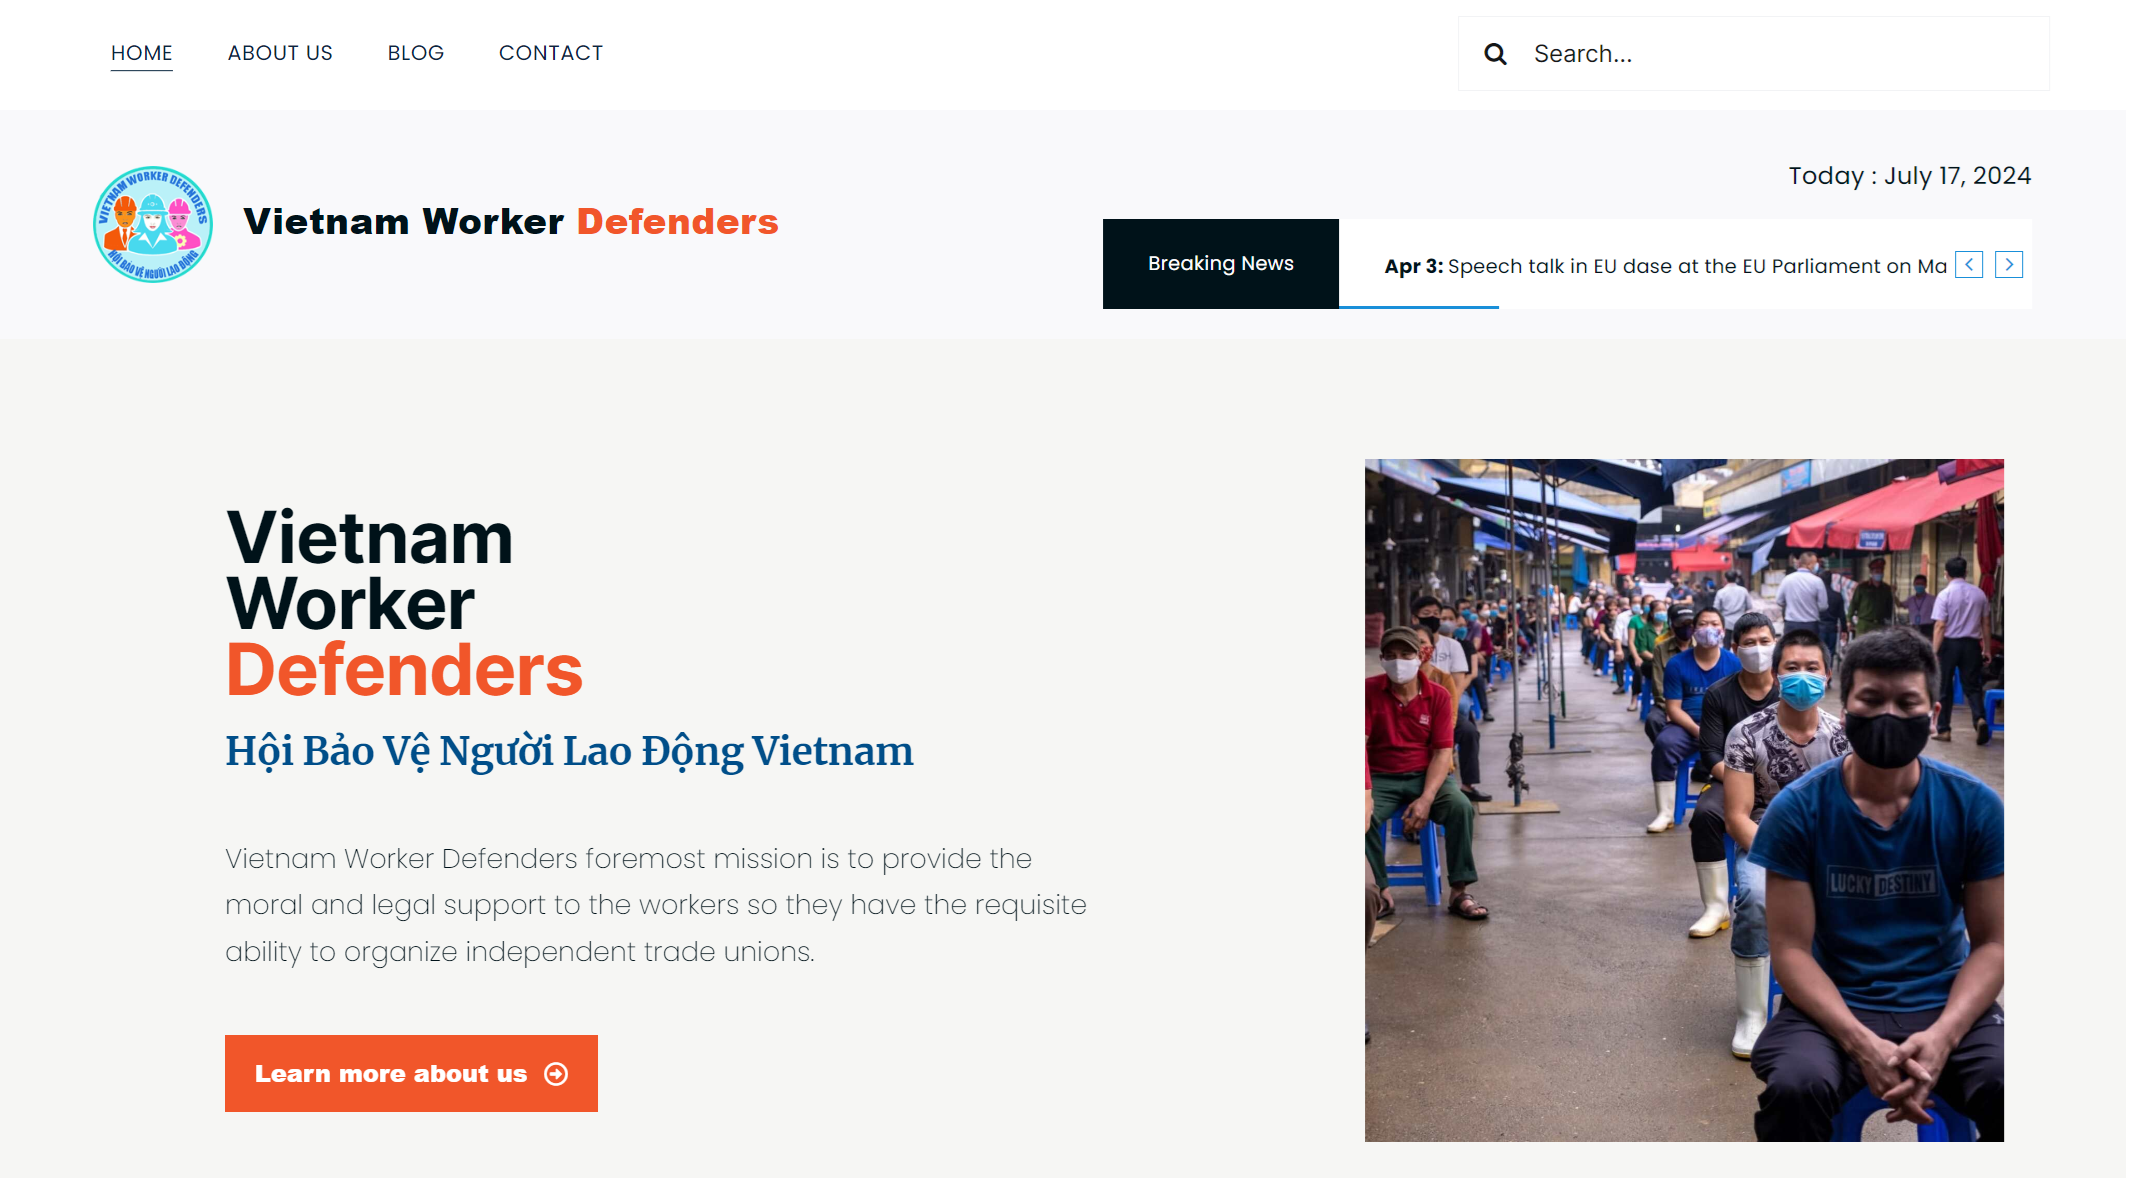 HOME ABOUT US BLOG CONTACT Search...
Today : July 17, 2024
VIETNAM WORKER DEFENDERS
HỘI BẢO VỆ NGƯỜI LAO ĐỘNG
Vietnam Worker Defenders
Breaking News Apr 3: Speech talk in EU dase at the EU Parliament on Ma
Vietnam
Worker
Defenders
Hội Bảo Vệ Người Lao Động Vietnam
Vietnam Worker Defenders foremost mission is to provide the
moral and legal support to the workers so they have the requisite
ability to organize independent trade unions.
Learn more about us
LUCKY DESTINY